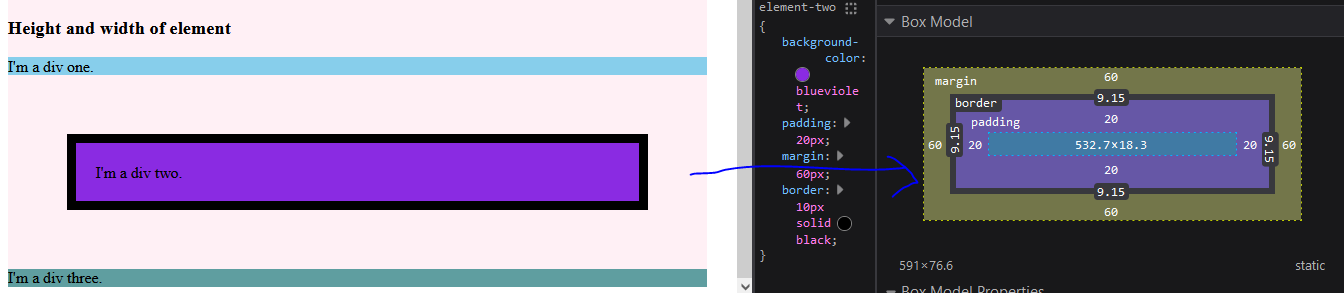 Height and width of element
I'm a div one.
I'm a div two.
I'm a div three.
element-two
{
background-
color:
blueviole
t;
padding:
20px;
margin:
60px;
border:
10px
solid
black;
}
Box Model
margin
60
border
9.15
padding
20
60
9.15
20
532.7×18.3
20
9.15
60
20
9.15
60
591×76.6
static
Box Model Properties